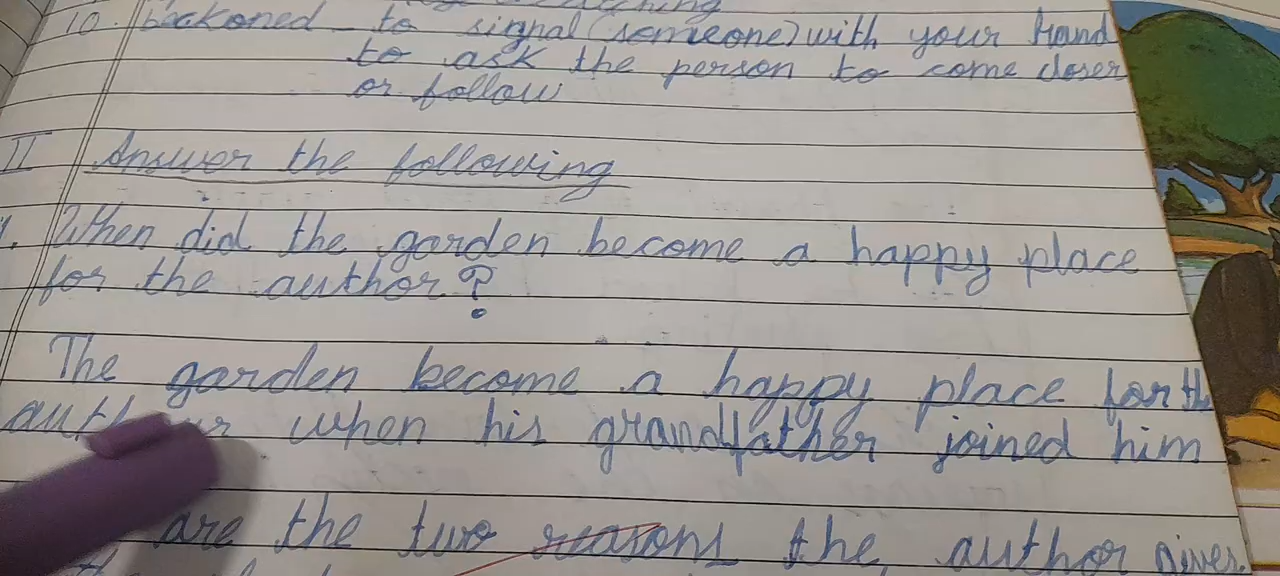 10. beckoned to signal (someone) with your hand
to ask the person to come closer
or follow
II Answer the following
1. When did the garden become a happy place
for the author?
The garden become a happy place for th
when his grandfather joined him
are the two reasons the author gives